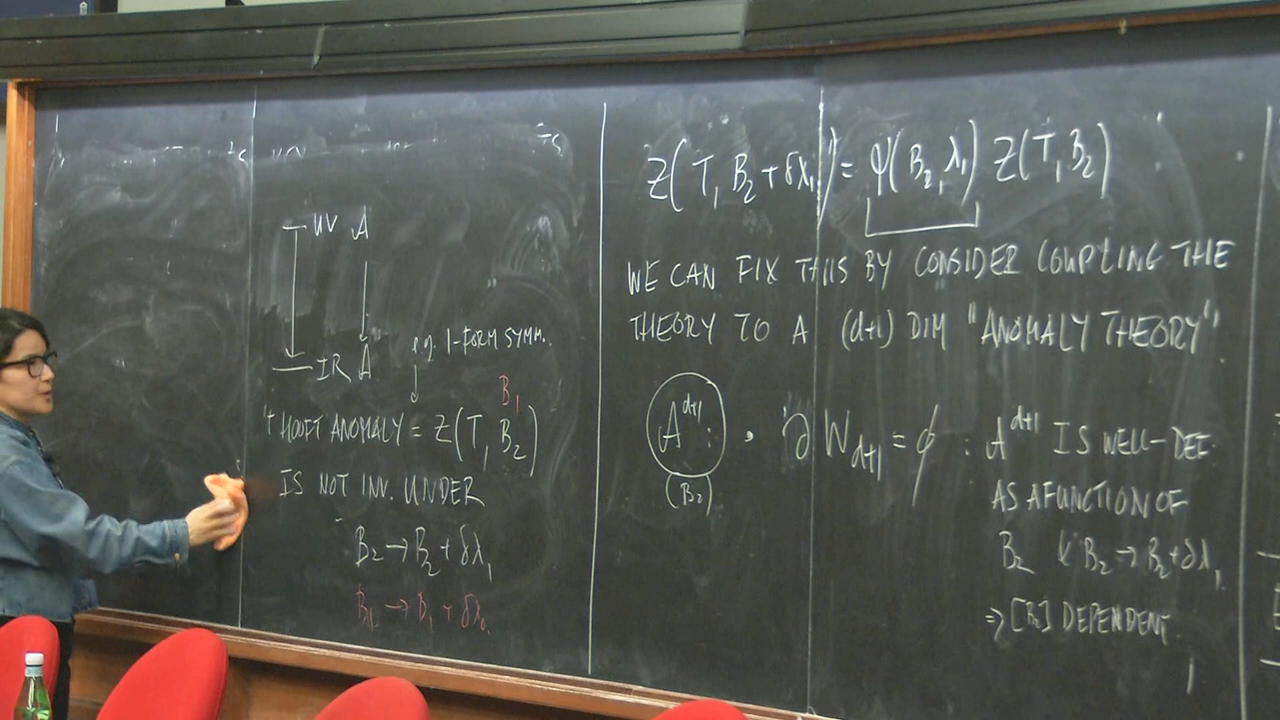 UV A
IR A
e.g. 1-FORM SYMM.
B₁
'T HOOFT ANOMALY = Z(T, B₂)
IS NOT INV. UNDER
B₂ → B₂ + δλ₁
B₁ → B₁ + δλ₀
Z(T, B₂ + δλ₁) = φ(B₂, λ₁) Z(T, B₂)
WE CAN FIX THIS BY CONSIDER COUPLING THE
THEORY TO A (d+1) DIM "ANOMALY THEORY"
A^{d+1} : • ∂W_{d+1} = ϕ : A^{d+1} IS WELL-DEF
(B₂)
AS A FUNCTION OF
B₂ & B₂ → B₂ + δλ₁
⇒ [B₂] DEPENDENT.